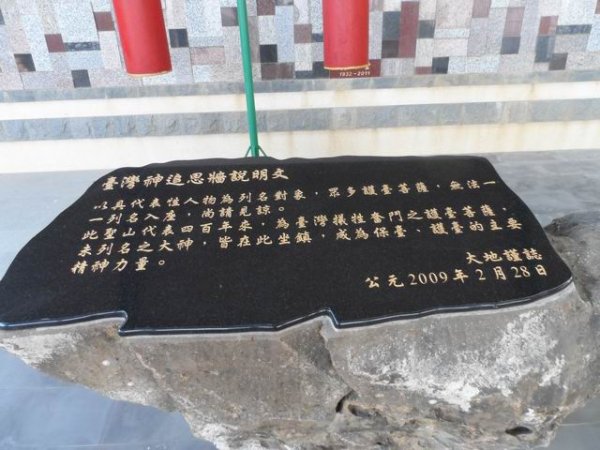 臺灣神追思牆說明文
以具代表性人物為列名對象，眾多護臺菩薩，無法一
一列名入座，尚請見諒。
此聖山代表四百年來，為臺灣犧牲奮鬥之護臺菩薩，
未列名之大神，皆在此坐鎮，成為保臺、護臺的主要
精神力量。
大地謹誌
公元2009年2月28日
1932-2011